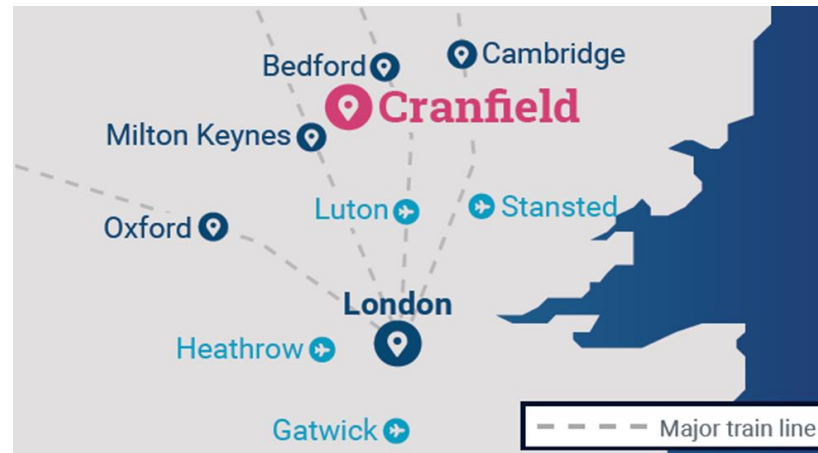 Cambridge
Bedford
Cranfield
Milton Keynes
Luton
Stansted
Oxford
London
Heathrow
Gatwick
Major train line